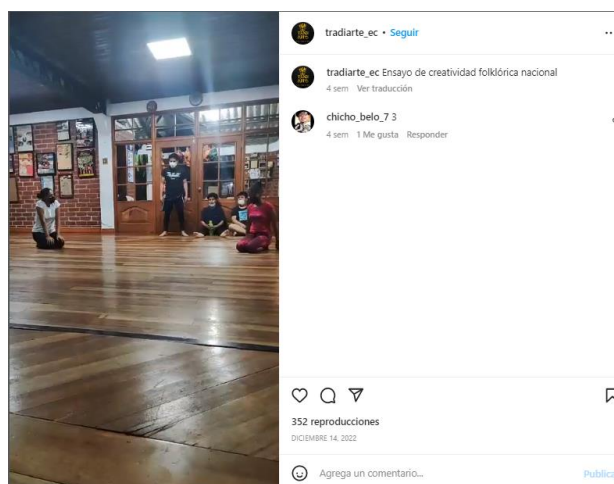 tradiarte_ec • Seguir
tradiarte_ec Ensayo de creatividad folklórica nacional
4 sem Ver traducción
chicho_belo_7 3
4 sem 1 Me gusta Responder
352 reproducciones
DICIEMBRE 14, 2022
Agrega un comentario...
Publica